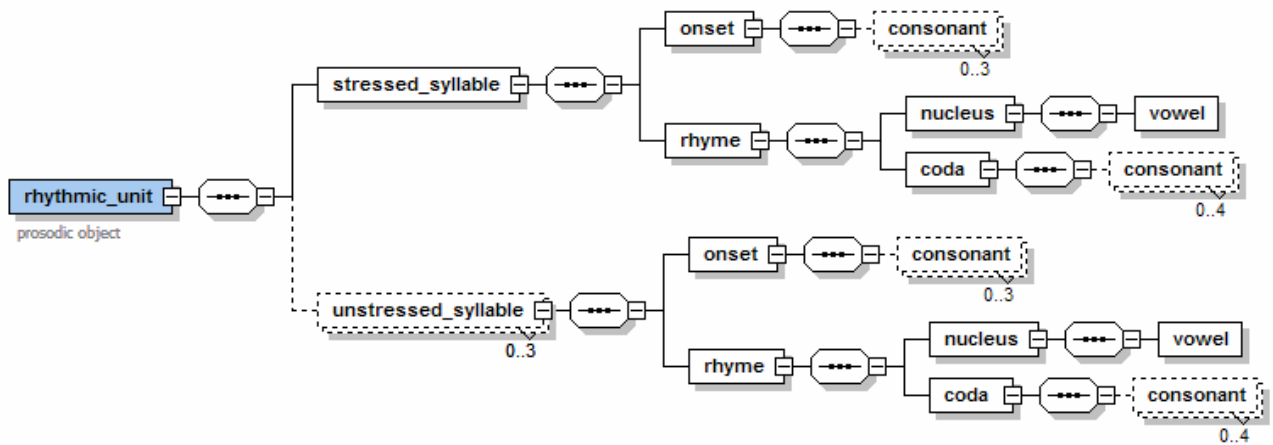 onset
consonant
0..3
stressed_syllable
nucleus
vowel
rhyme
coda
consonant
0..4
rhythmic_unit
prosodic object
onset
consonant
0..3
unstressed_syllable
0..3
nucleus
vowel
rhyme
coda
consonant
0..4